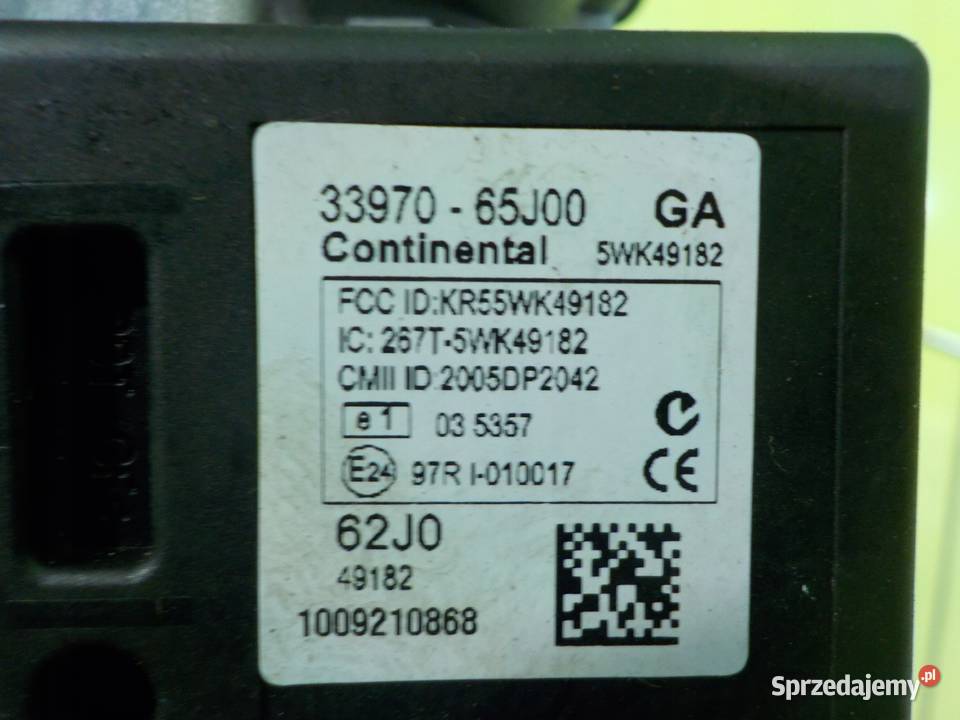 33970 - 65J00 GA
Continental 5WK49182
FCC ID:KR55WK49182
IC: 267T-5WK49182
CMII ID:2005DP2042
e1 03 5357
E24 97R I-010017 CE
62J0
49182
1009210868
Sprzedajemy.pl